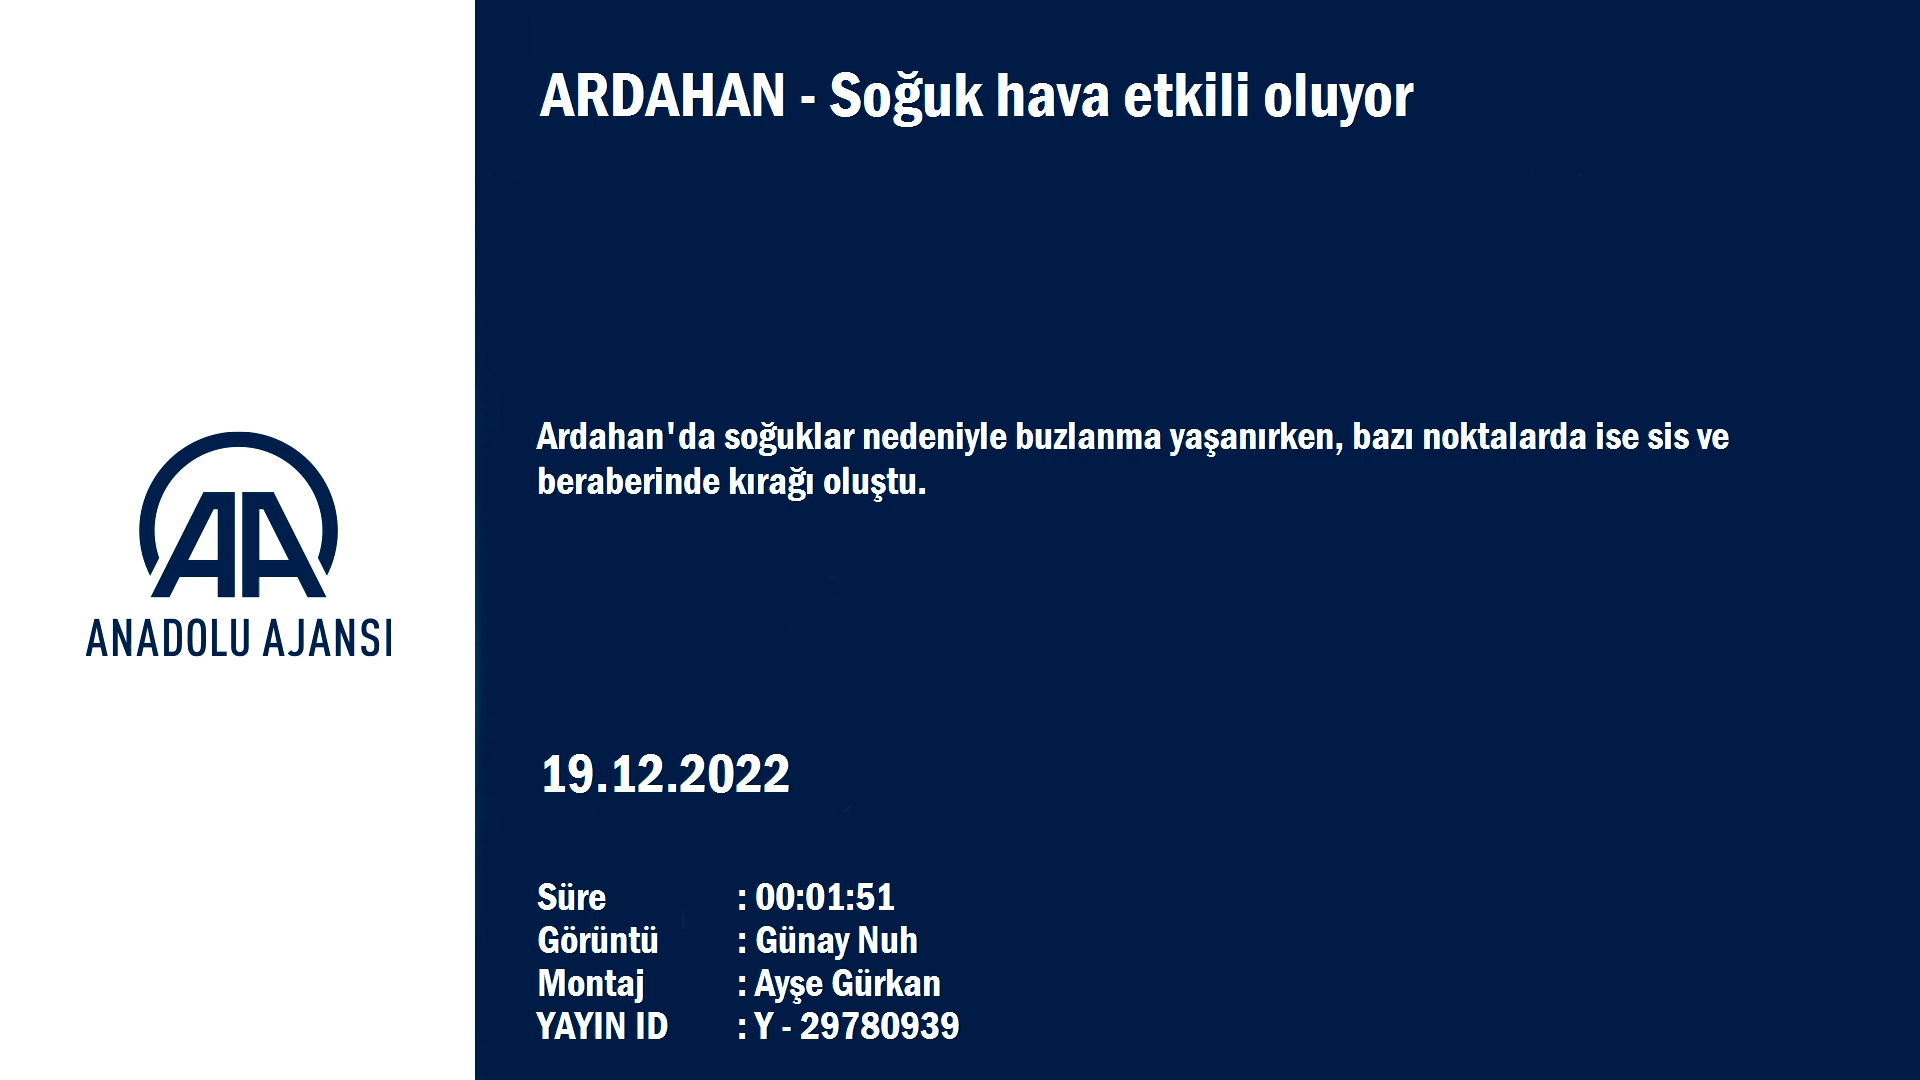 ARDAHAN - Soğuk hava etkili oluyor
Ardahan'da soğuklar nedeniyle buzlanma yaşanırken, bazı noktalarda ise sis ve
beraberinde kırağı oluştu.
AA
ANADOLU AJANSI
19.12.2022
Süre : 00:01:51
Görüntü : Günay Nuh
Montaj : Ayşe Gürkan
YAYIN ID : Y - 29780939